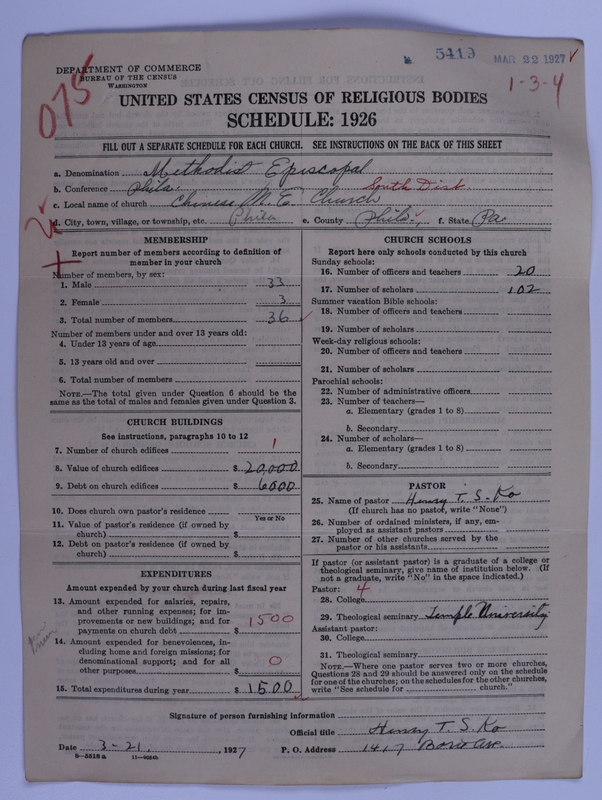 5419 MAR 22 1927
DEPARTMENT OF COMMERCE
BUREAU OF THE CENSUS
WASHINGTON
1-3-4
075
UNITED STATES CENSUS OF RELIGIOUS BODIES
SCHEDULE: 1926
FILL OUT A SEPARATE SCHEDULE FOR EACH CHURCH. SEE INSTRUCTIONS ON THE BACK OF THIS SHEET
a. Denomination Methodist Episcopal
b. Conference Phila. South Dist.
c. Local name of church Chinese M. E. Church
d. City, town, village, or township, etc. Phila e. County Phila. f. State Pa
MEMBERSHIP
Report number of members according to definition of
member in your church
Number of members, by sex:
1. Male 33
2. Female 3
3. Total number of members 36
Number of members under and over 13 years old:
4. Under 13 years of age
5. 13 years old and over
6. Total number of members
NOTE.—The total given under Question 6 should be
same as the total of males and females given under Question 3.
CHURCH BUILDINGS
See instructions, paragraphs 10 to 12
7. Number of church edifices 1
8. Value of church edifices $ 20,000
9. Debt on church edifices $ 6000
10. Does church own pastor's residence
Yes or No
11. Value of pastor's residence (if owned by
church) $
12. Debt on pastor's residence (if owned by
church) $
EXPENDITURES
Amount expended by your church during last fiscal year
13. Amount expended for salaries, repairs,
and other running expenses; for im-
provements or new buildings; and for
payments on church debt $ 1500
14. Amount expended for benevolences, in-
cluding home and foreign missions; for
denominational support; and for all
other purposes $ 0
15. Total expenditures during year $ 1500
CHURCH SCHOOLS
Report here only schools conducted by this church
Sunday schools:
16. Number of officers and teachers 20
17. Number of scholars 102
Summer vacation Bible schools:
18. Number of officers and teachers
19. Number of scholars
Week-day religious schools:
20. Number of officers and teachers
21. Number of scholars
Parochial schools:
22. Number of administrative officers
23. Number of teachers—
a. Elementary (grades 1 to 8)
b. Secondary
24. Number of scholars—
a. Elementary (grades 1 to 8)
b. Secondary
PASTOR
25. Name of pastor Henry T. S. Ko
(If church has no pastor, write "None")
26. Number of ordained ministers, if any, em-
ployed as assistant pastors
27. Number of other churches served by the
pastor or his assistants
If pastor (or assistant pastor) is a graduate of a college or
theological seminary, give name of institution below. (If
not a graduate, write "No" in the space indicated.)
Pastor: 4
28. College
29. Theological seminary Temple University
Assistant pastor:
30. College
31. Theological seminary
NOTE.—Where one pastor serves two or more churches,
Questions 28 and 29 should be answered only on the schedule
for one of the churches; on the schedules for the other churches,
write "See schedule for church."
Signature of person furnishing information
Official title Henry T. S. Ko
Date 3-21, 1927 P. O. Address 1417 Ave
8-5518a 11-9084b